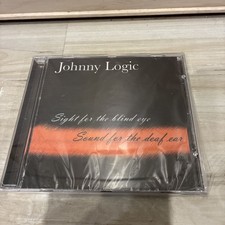 Johnny Logic
Sight for the blind eye
Sound for the deaf ear